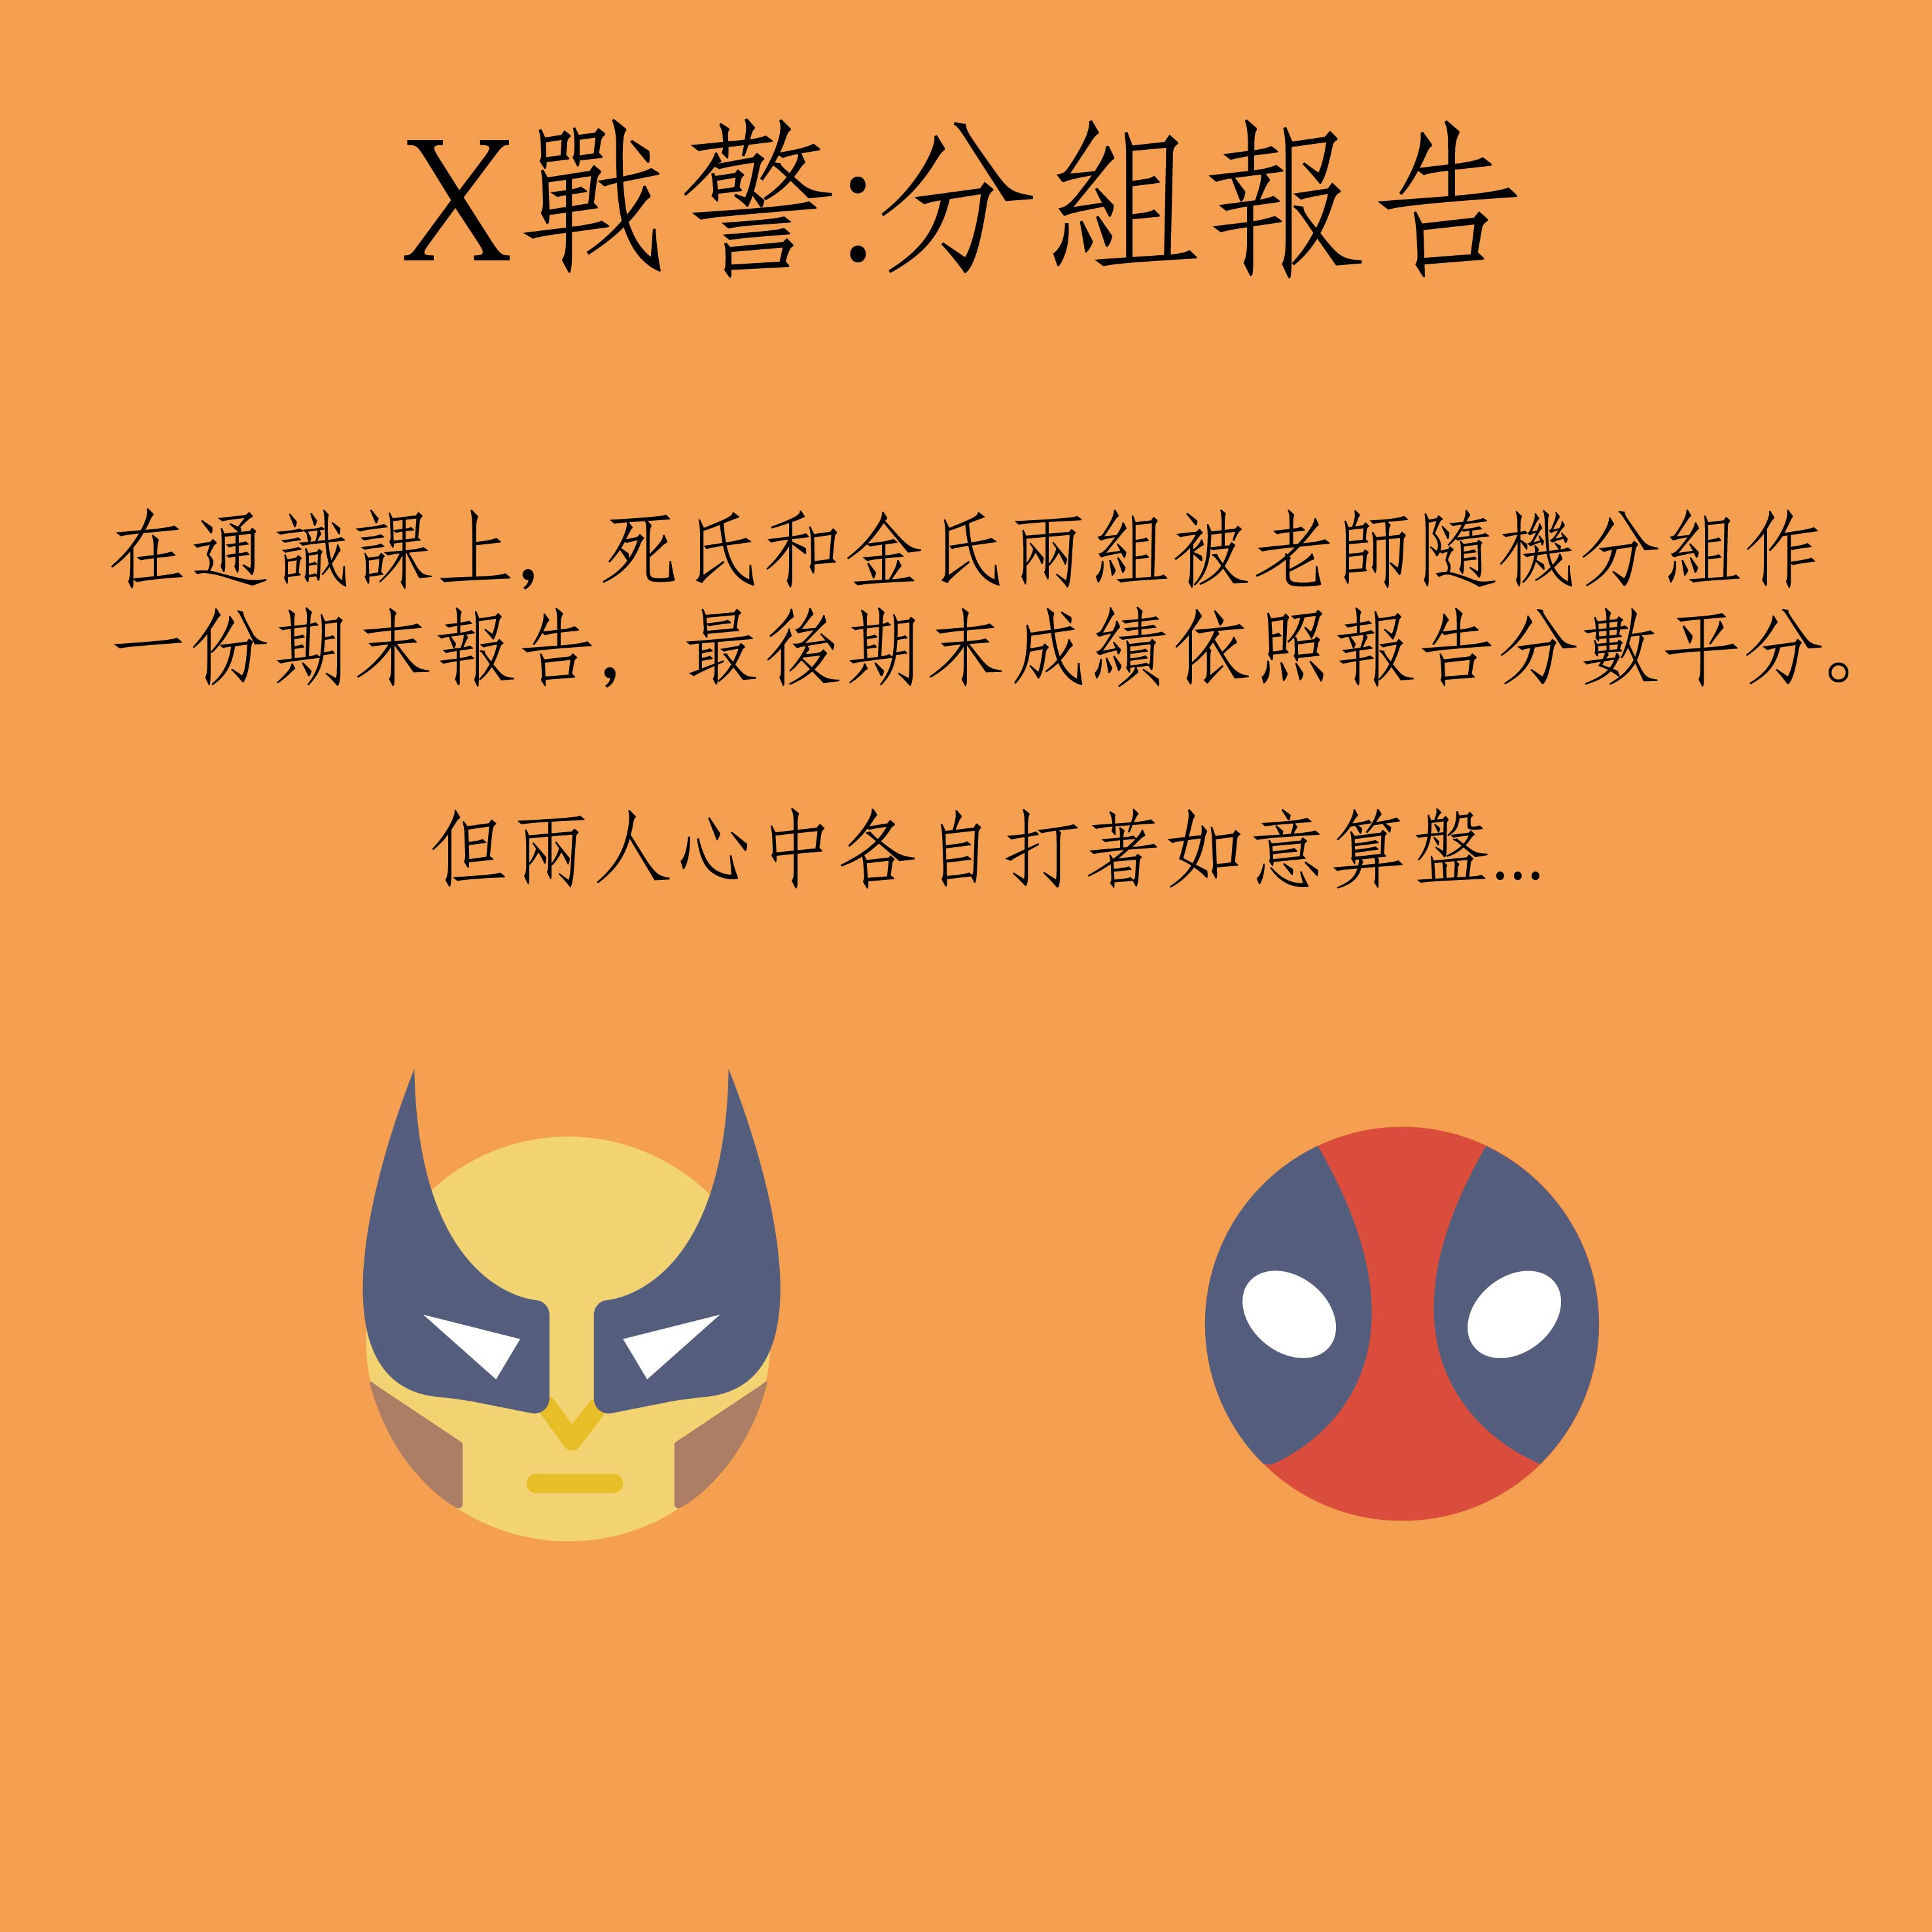 X戰警:分組報告
在通識課上, 死氏和金氏兩組被老師隨機分組作
一份期末報告, 最後期末成績依照報告分數平分。
但兩人心中各自打著如意算盤...